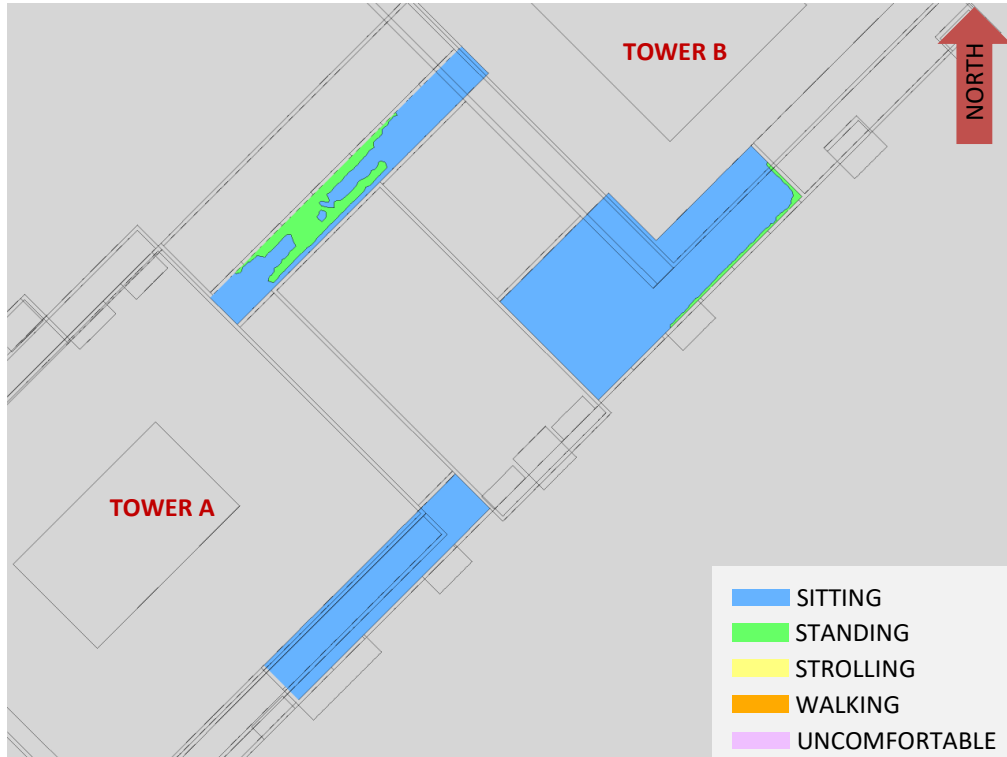 TOWER B
NORTH
TOWER A
SITTING
STANDING
STROLLING
WALKING
UNCOMFORTABLE